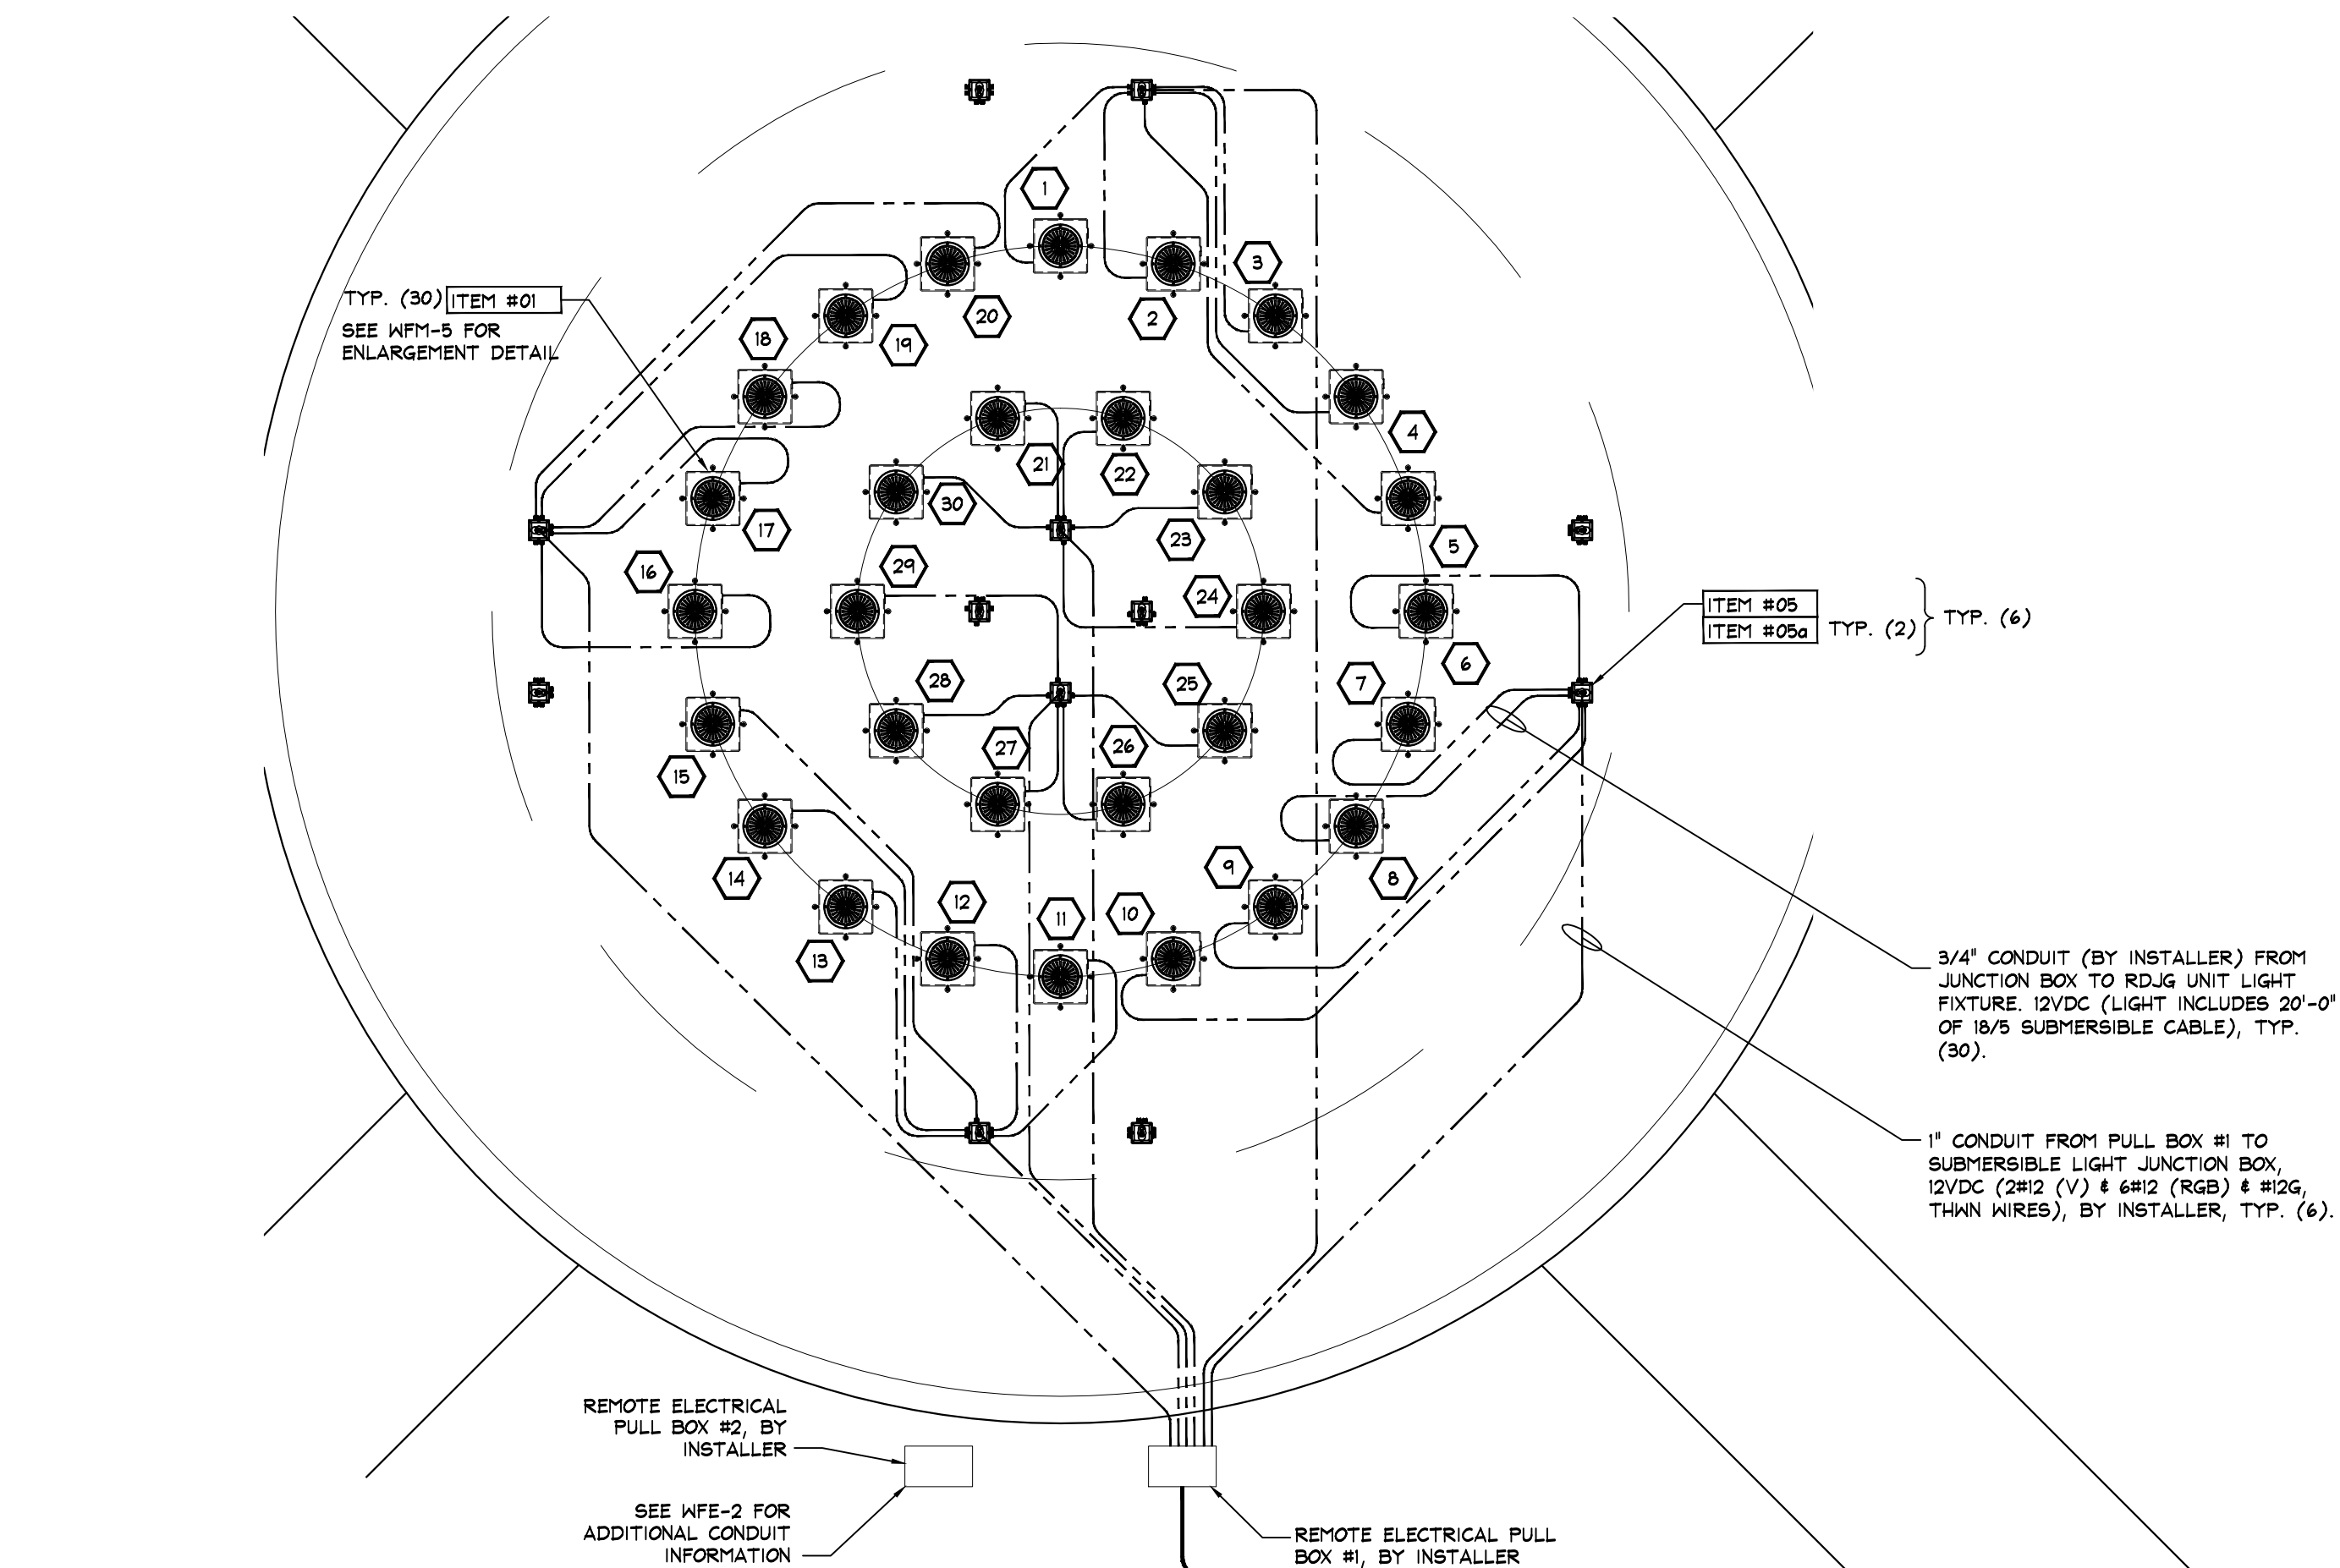 1
3
2
20
19
18
TYP. (30) ITEM #01
SEE WFM-5 FOR
ENLARGEMENT DETAIL
4
21
22
30
17
23
5
29
16
24
ITEM #05
ITEM #05a TYP. (2)
TYP. (6)
6
28
25
7
27
26
15
9
14
8
12
11
10
13
3/4" CONDUIT (BY INSTALLER) FROM
JUNCTION BOX TO RDJG UNIT LIGHT
FIXTURE. 12VDC (LIGHT INCLUDES 20'-0"
OF 18/5 SUBMERSIBLE CABLE), TYP.
(30).
1" CONDUIT FROM PULL BOX #1 TO
SUBMERSIBLE LIGHT JUNCTION BOX,
12VDC (2#12 (V) & 6#12 (RGB) & #12G,
THWN WIRES), BY INSTALLER, TYP. (6).
REMOTE ELECTRICAL
PULL BOX #2, BY
INSTALLER
SEE WFE-2 FOR
ADDITIONAL CONDUIT
INFORMATION
REMOTE ELECTRICAL PULL
BOX #1, BY INSTALLER